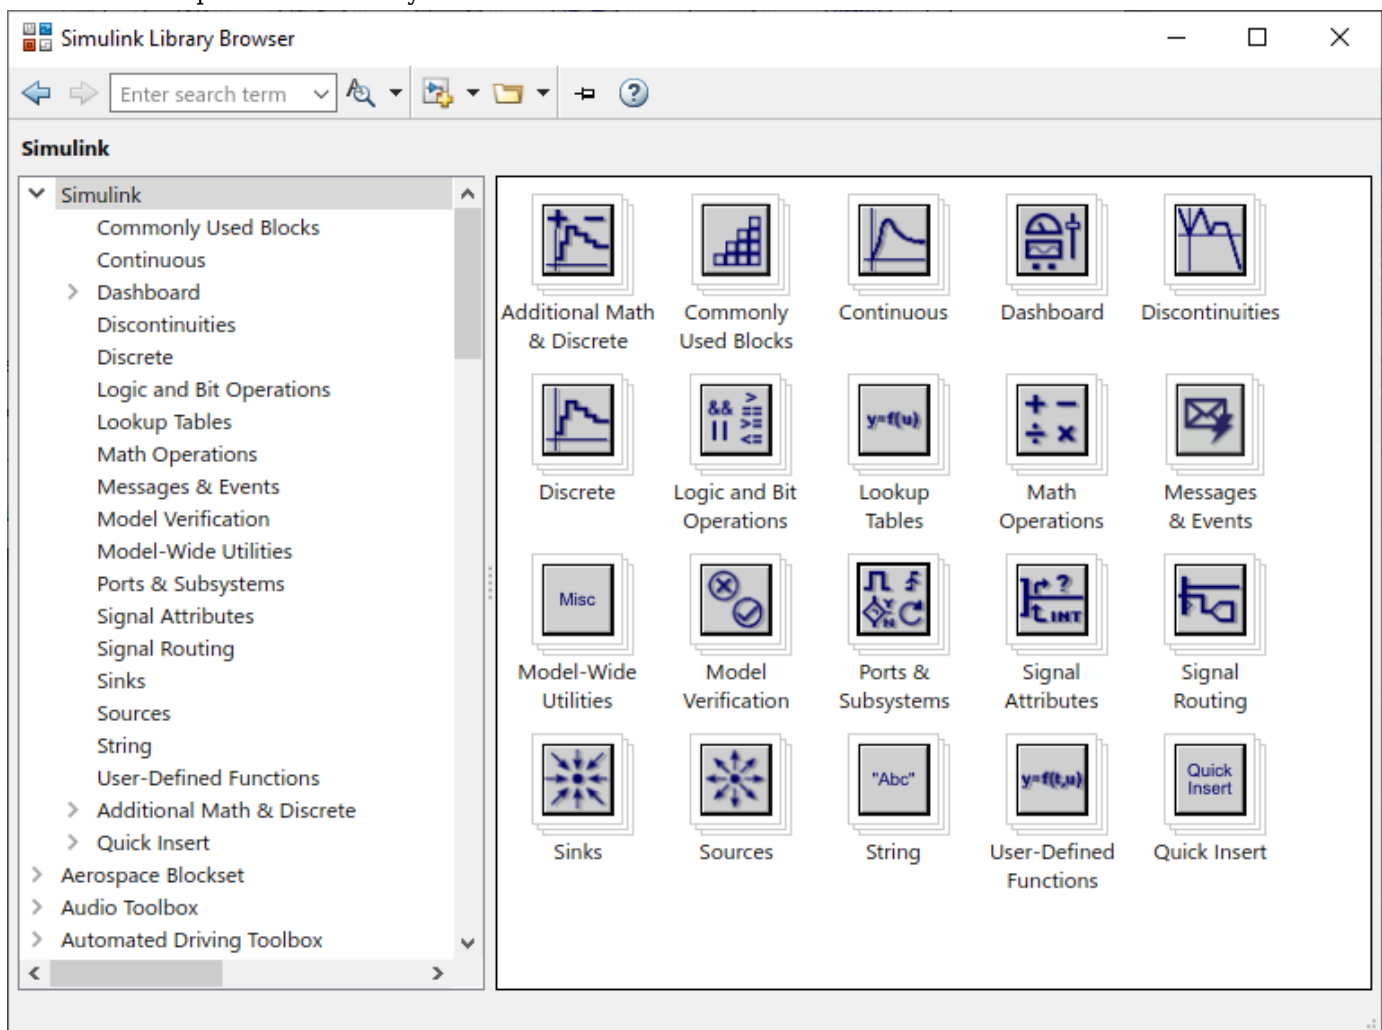 Simulink Library Browser
Enter search term
Simulink
Simulink
Commonly Used Blocks
Continuous
Dashboard
Discontinuities
Discrete
Logic and Bit Operations
Lookup Tables
Math Operations
Messages & Events
Model Verification
Model-Wide Utilities
Ports & Subsystems
Signal Attributes
Signal Routing
Sinks
Sources
String
User-Defined Functions
Additional Math & Discrete
Quick Insert
Aerospace Blockset
Audio Toolbox
Automated Driving Toolbox
Additional Math
& Discrete
Commonly
Used Blocks
Continuous
Dashboard
Discontinuities
&& >
==
|| >=
<=
y=f(u)
+ −
÷ ×
Discrete
Logic and Bit
Operations
Lookup
Tables
Math
Operations
Messages
& Events
Misc
Y
N
?
INT
Model-Wide
Utilities
Model
Verification
Ports &
Subsystems
Signal
Attributes
Signal
Routing
"Abc"
y=f(t,u)
Quick
Insert
Sinks
Sources
String
User-Defined
Functions
Quick Insert